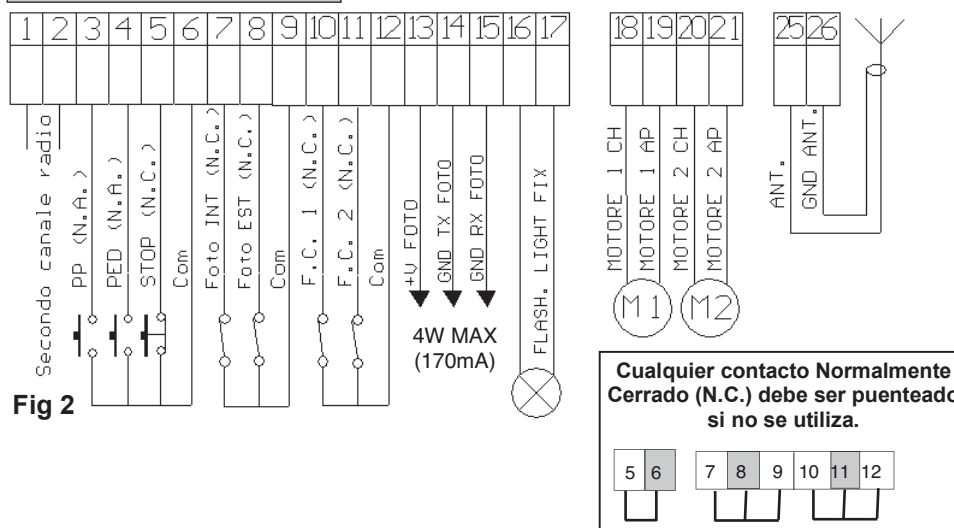 1 2 3 4 5 6 7 8 9 10 11 12 13 14 15 16 17
18 19 20 21
25 26
Secondo canale radio
PP (N.A.)
PED (N.A.)
STOP (N.C.)
Com
Foto INT (N.C.)
Foto EST (N.C.)
Com
F.C. 1 (N.C.)
F.C. 2 (N.C.)
Com
+V FOTO
GND TX FOTO
GND RX FOTO
4W MAX
(170mA)
FLASH. LIGHT FIX
MOTORE 1 CH
MOTORE 1 AP
MOTORE 2 CH
MOTORE 2 AP
M1
M2
ANT.
GND ANT.
Fig 2
Cualquier contacto Normalmente
Cerrado (N.C.) debe ser puenteado
si no se utiliza.
5 6 7 8 9 10 11 12